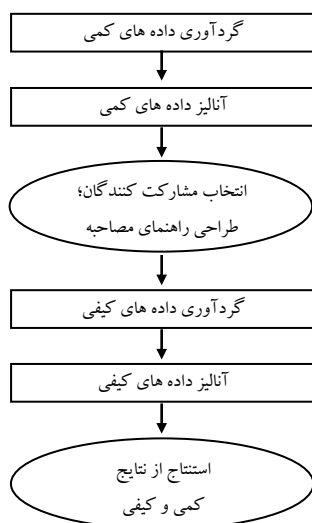 گردآوری داده های کمی
آنالیز داده های کمی
انتخاب مشارکت کنندگان؛
طراحی راهنمای مصاحبه
گردآوری داده های کیفی
آنالیز داده های کیفی
استنتاج از نتایج
کمی و کیفی